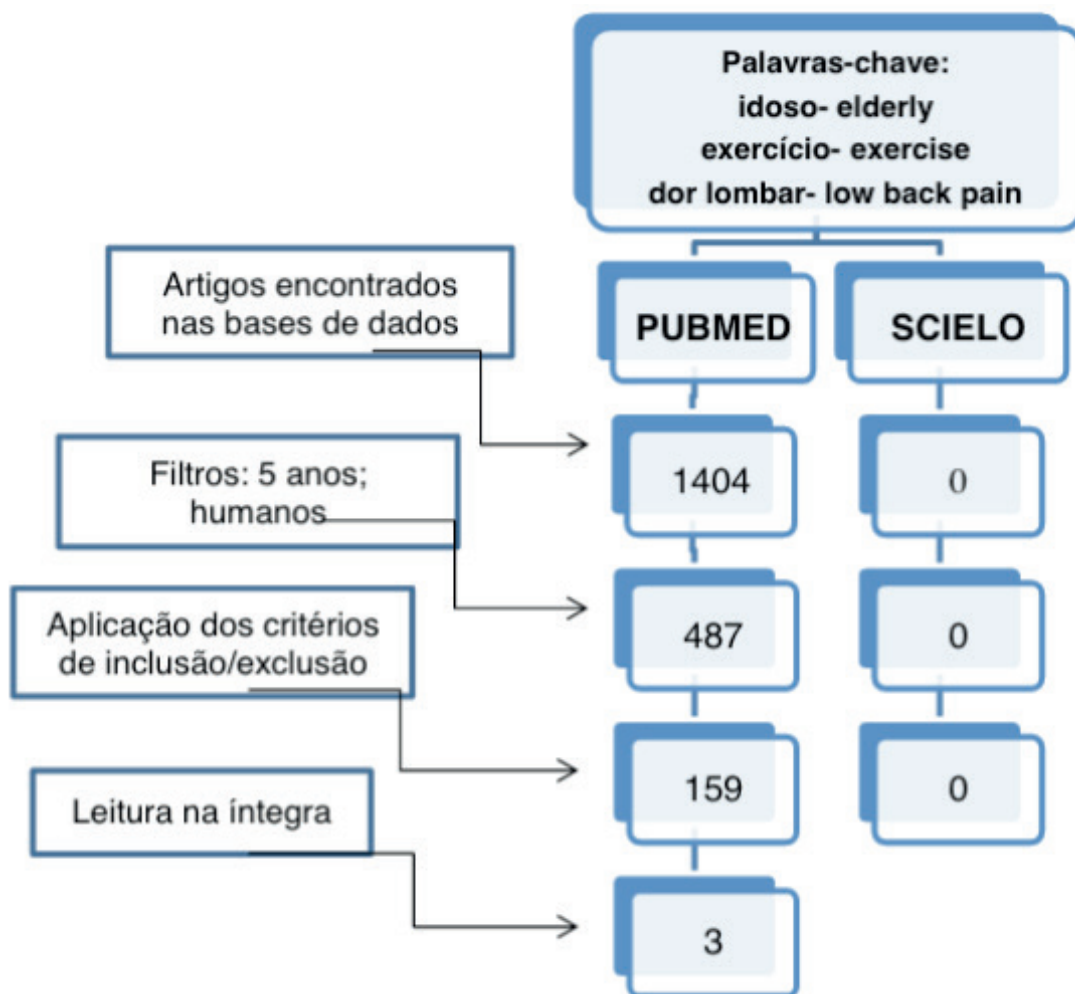 Palavras-chave:
idoso- elderly
exercício- exercise
dor lombar- low back pain
PUBMED
SCIELO
Artigos encontrados
nas bases de dados
1404
0
Filtros: 5 anos;
humanos
487
0
Aplicação dos critérios
de inclusão/exclusão
159
0
Leitura na íntegra
3